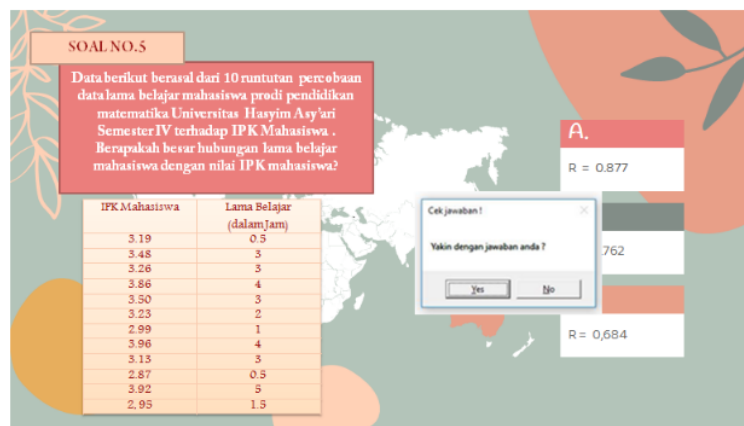 SOAL NO.5
Data berikut berasal dari 10 runtutan percobaan
data lama belajar mahasiswa prodi pendidikan
matematika Universitas Hasyim Asy'ari
Semester IV terhadap IPK Mahasiswa .
Berapakah besar hubungan lama belajar
mahasiswa dengan nilai IPK mahasiswa?
IPK Mahasiswa Lama Belajar
(dalam Jam)
3.19 0.5
3.48 3
3.26 3
3.86 4
3.50 3
3.23 2
2.99 1
3.96 4
3.13 3
2.87 0.5
3.92 5
2, 95 1.5
A.
R = 0.877
Cek jawaban !
Yakin dengan jawaban anda ?
Yes No
.762
R = 0,684